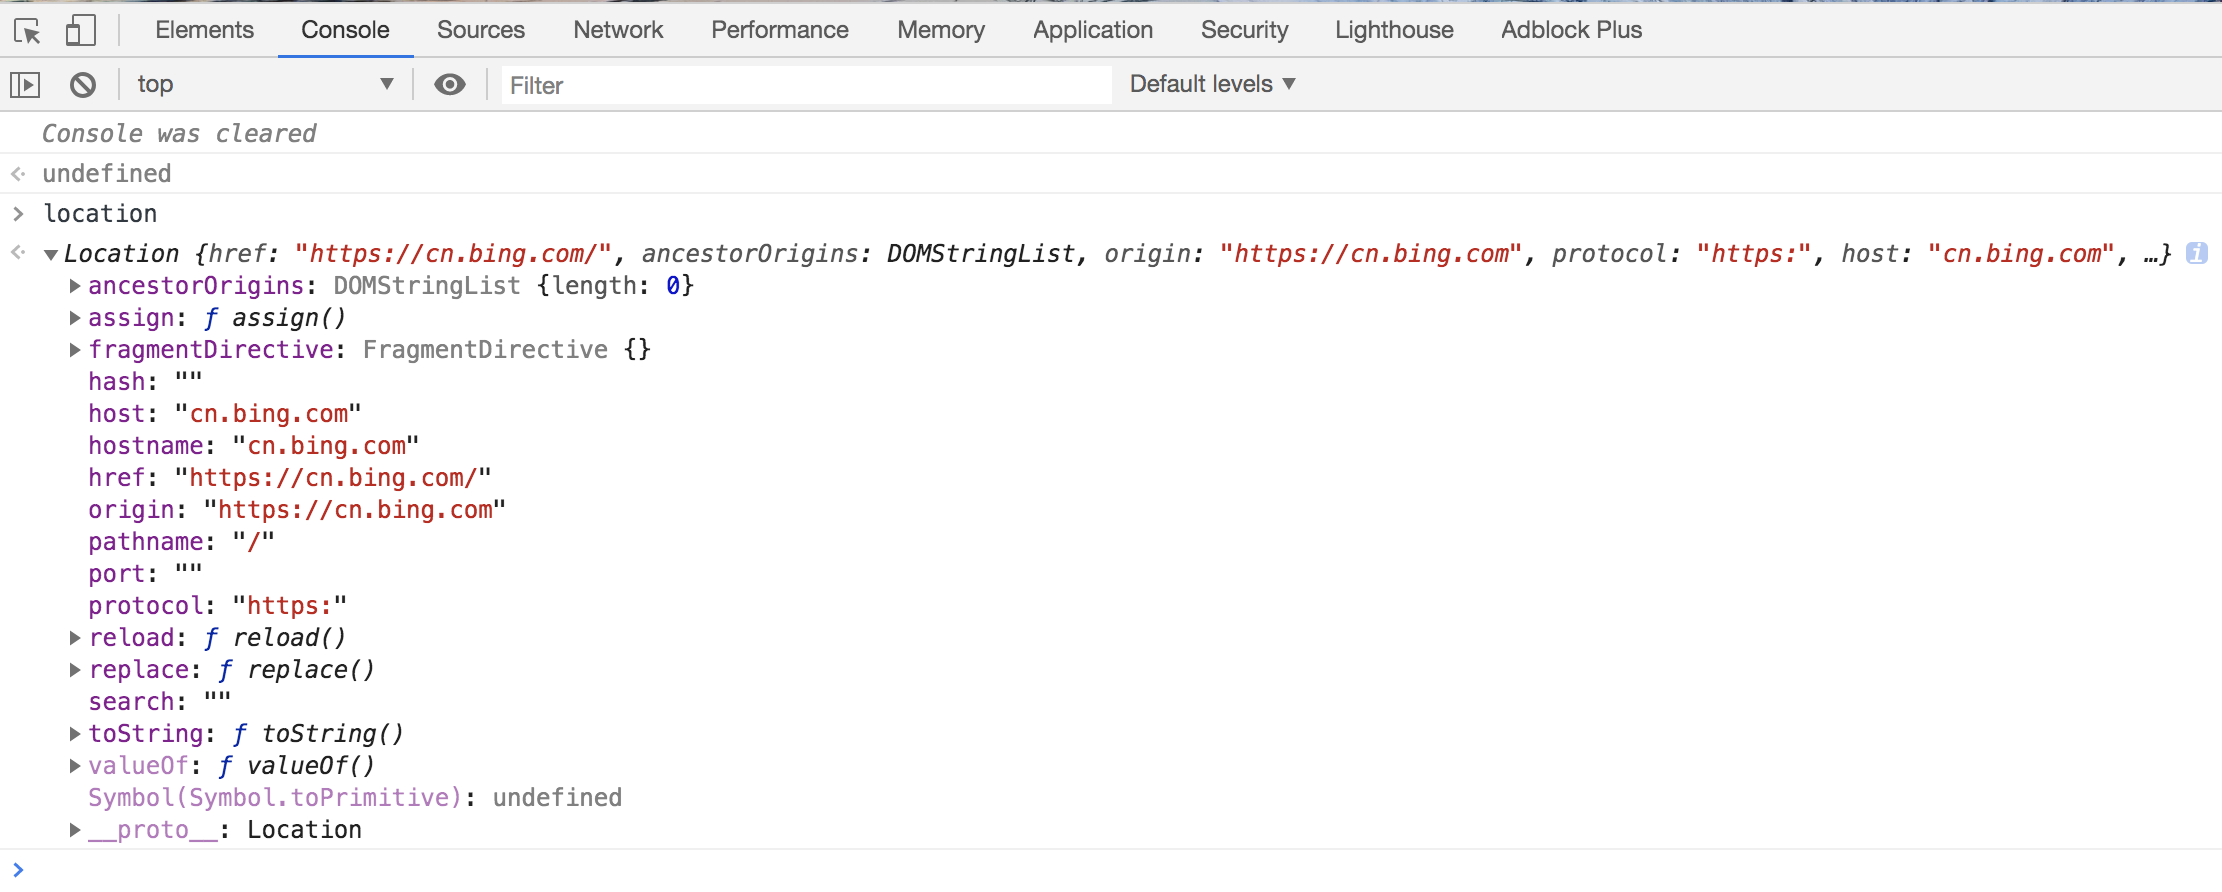 Elements Console Sources Network Performance Memory Application Security Lighthouse Adblock Plus
top Filter Default levels
Console was cleared
undefined
location
Location {href: "https://cn.bing.com/", ancestorOrigins: DOMStringList, origin: "https://cn.bing.com", protocol: "https:", host: "cn.bing.com", …}
ancestorOrigins: DOMStringList {length: 0}
assign: ƒ assign()
fragmentDirective: FragmentDirective {}
hash: ""
host: "cn.bing.com"
hostname: "cn.bing.com"
href: "https://cn.bing.com/"
origin: "https://cn.bing.com"
pathname: "/"
port: ""
protocol: "https:"
reload: ƒ reload()
replace: ƒ replace()
search: ""
toString: ƒ toString()
valueOf: ƒ valueOf()
Symbol(Symbol.toPrimitive): undefined
__proto__: Location